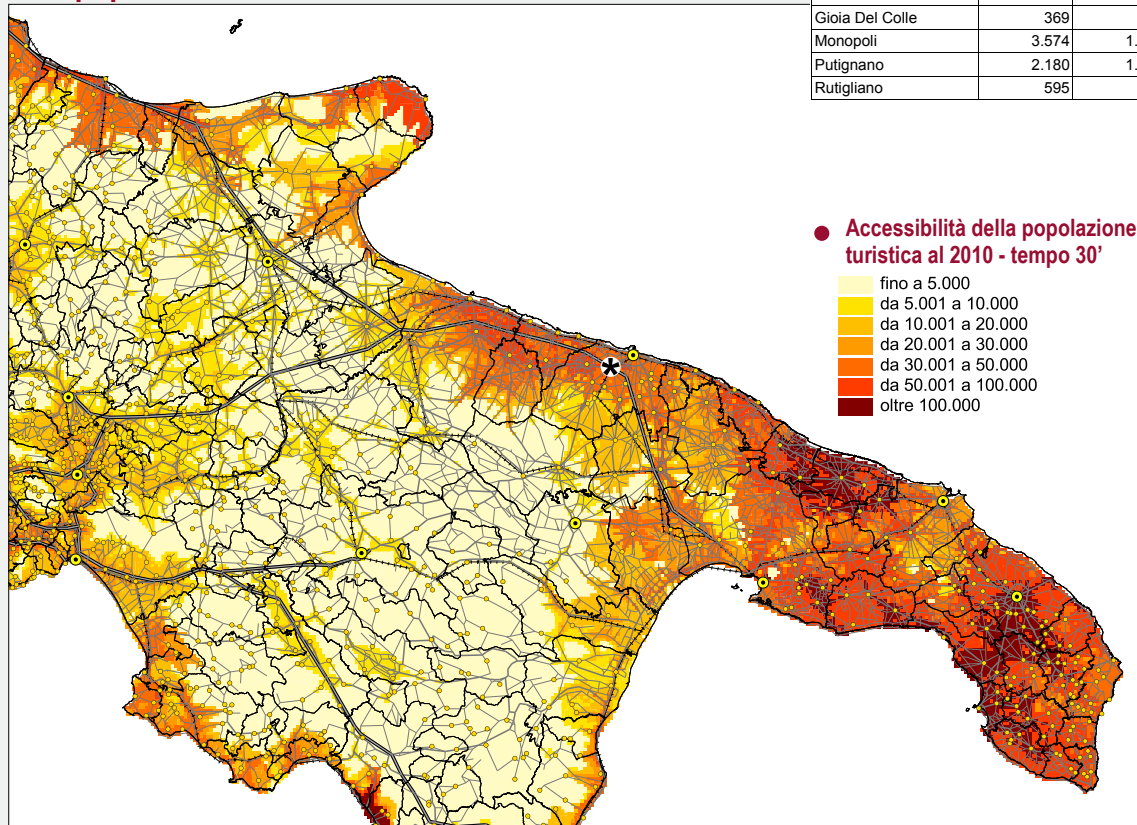 Gioia Del Colle 369
Monopoli 3.574 1.
Putignano 2.180 1.
Rutigliano 595
Accessibilità della popolazione
turistica al 2010 - tempo 30’
fino a 5.000
da 5.001 a 10.000
da 10.001 a 20.000
da 20.001 a 30.000
da 30.001 a 50.000
da 50.001 a 100.000
oltre 100.000